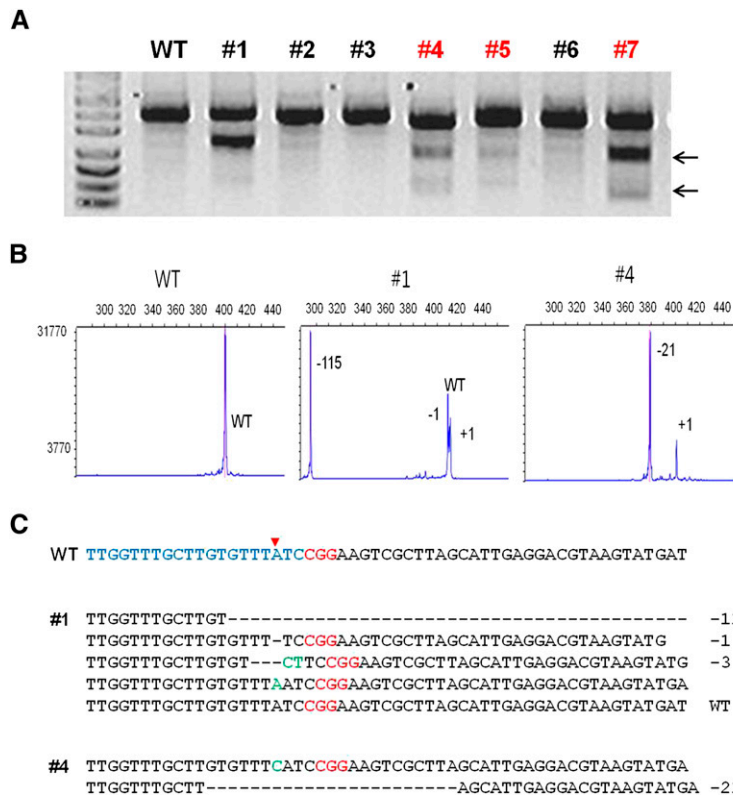 A
WT #1 #2 #3 #4 #5 #6 #7
B
WT #1 #4
300 320 340 360 380 400 420 440
300 320 340 360 380 400 420 440
300 320 340 360 380 400 420 440
31770
3770
WT
-115
WT
-1
+1
-21
+1
C
WT TTGGTTTGCTTGTGTTTATCCGGAAGTCGCTTAGCATTGAGGACGTAAGTATGAT
#1 TTGGTTTGCTTGT------------------------------------------ -11
TTGGTTTGCTTGTGTTT-TCCGGAAGTCGCTTAGCATTGAGGACGTAAGTATG -1
TTGGTTTGCTTGTGT---CTTCCGGAAGTCGCTTAGCATTGAGGACGTAAGTATG -3
TTGGTTTGCTTGTGTTTAATCCGGAAGTCGCTTAGCATTGAGGACGTAAGTATGA
TTGGTTTGCTTGTGTTTATCCGGAAGTCGCTTAGCATTGAGGACGTAAGTATGAT WT
#4 TTGGTTTGCTTGTGTTTCATCCGGAAGTCGCTTAGCATTGAGGACGTAAGTATGA
TTGGTTTGCTT-----------------------AGCATTGAGGACGTAAGTATGA -2